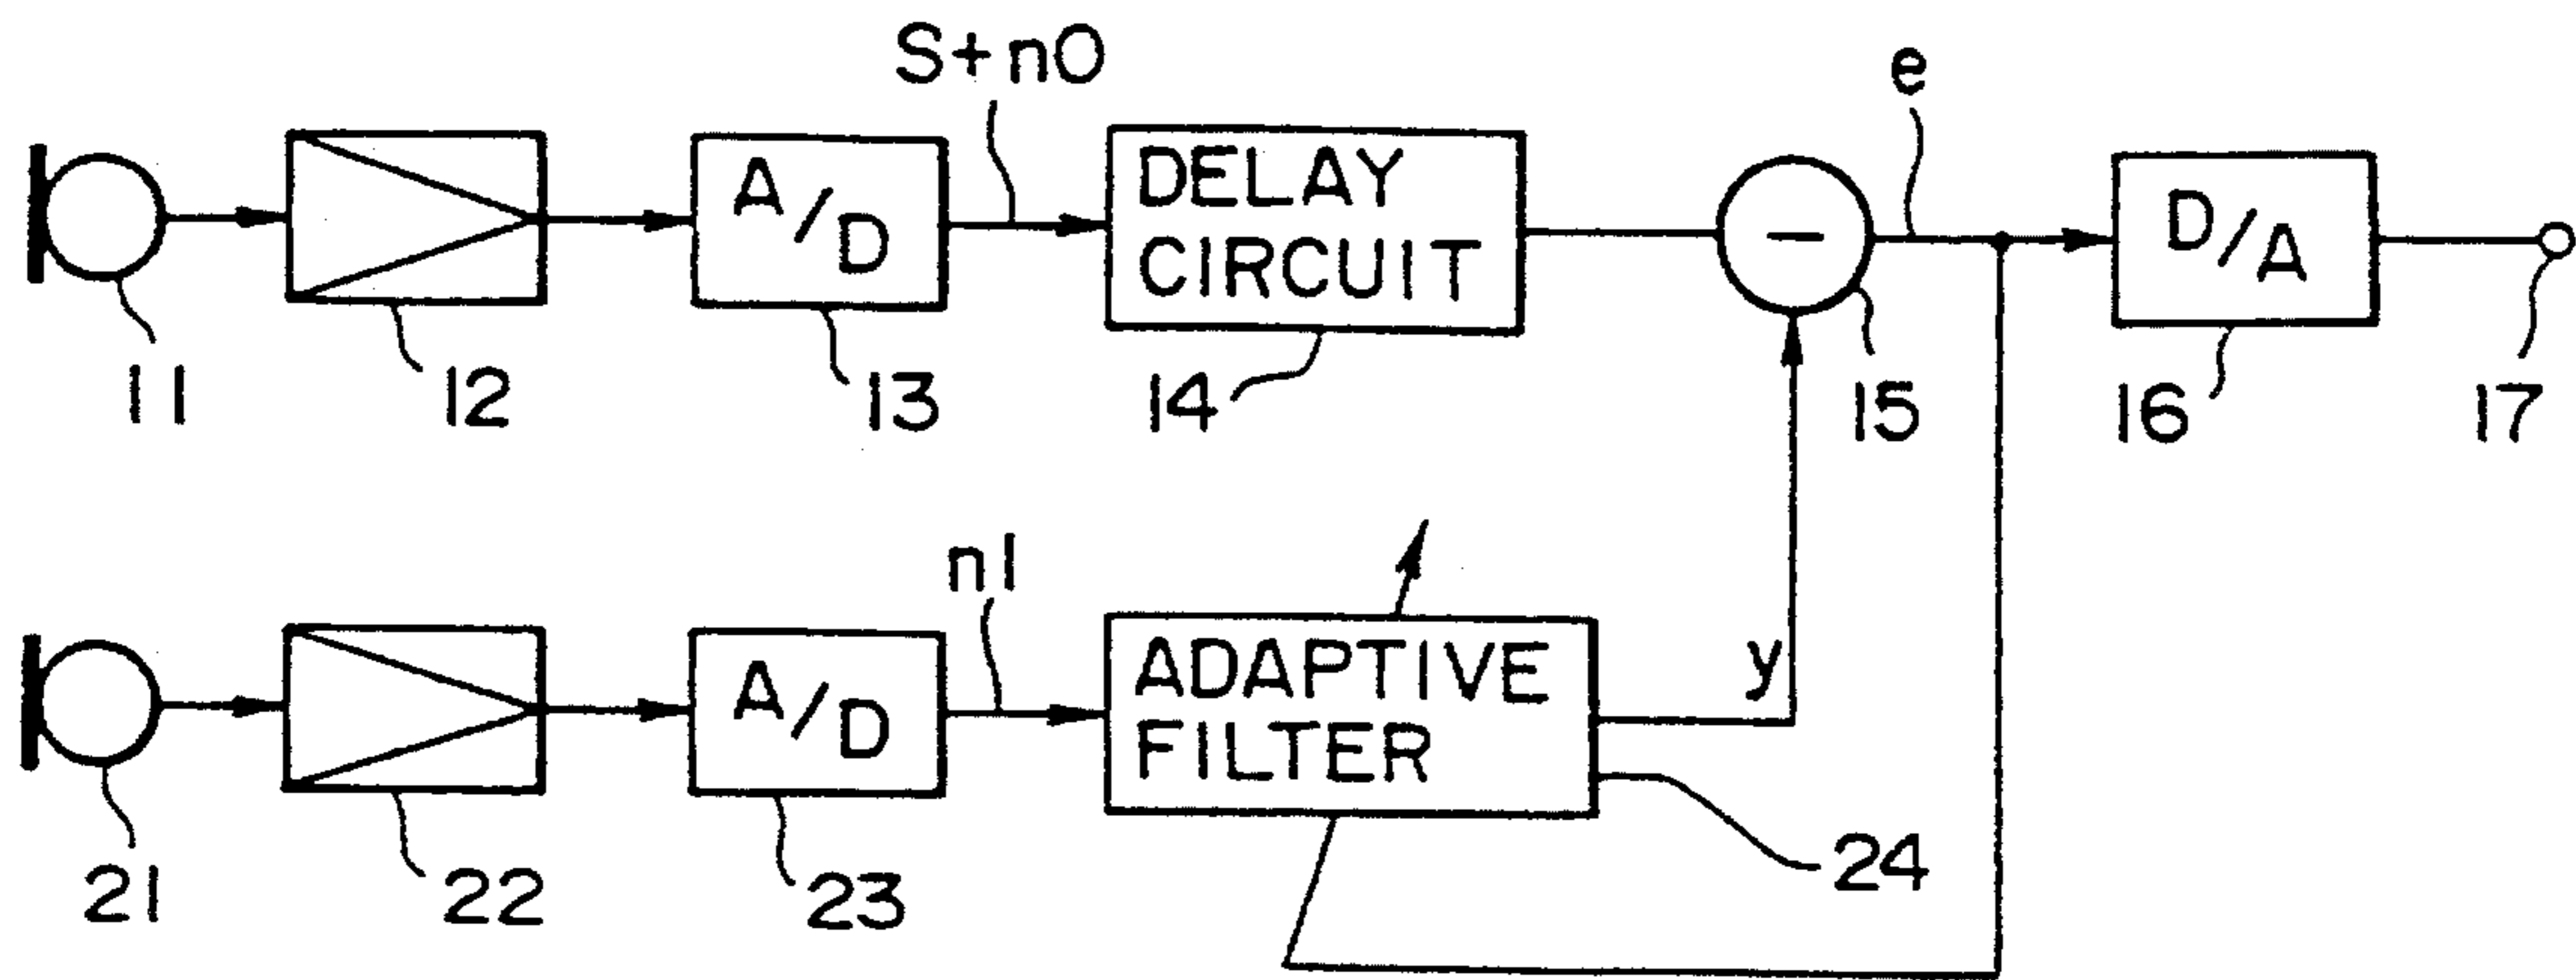 S+n0
e
A/D
DELAY
CIRCUIT
−
D/A
11
12
13
14
15
16
17
n1
y
A/D
ADAPTIVE
FILTER
21
22
23
24